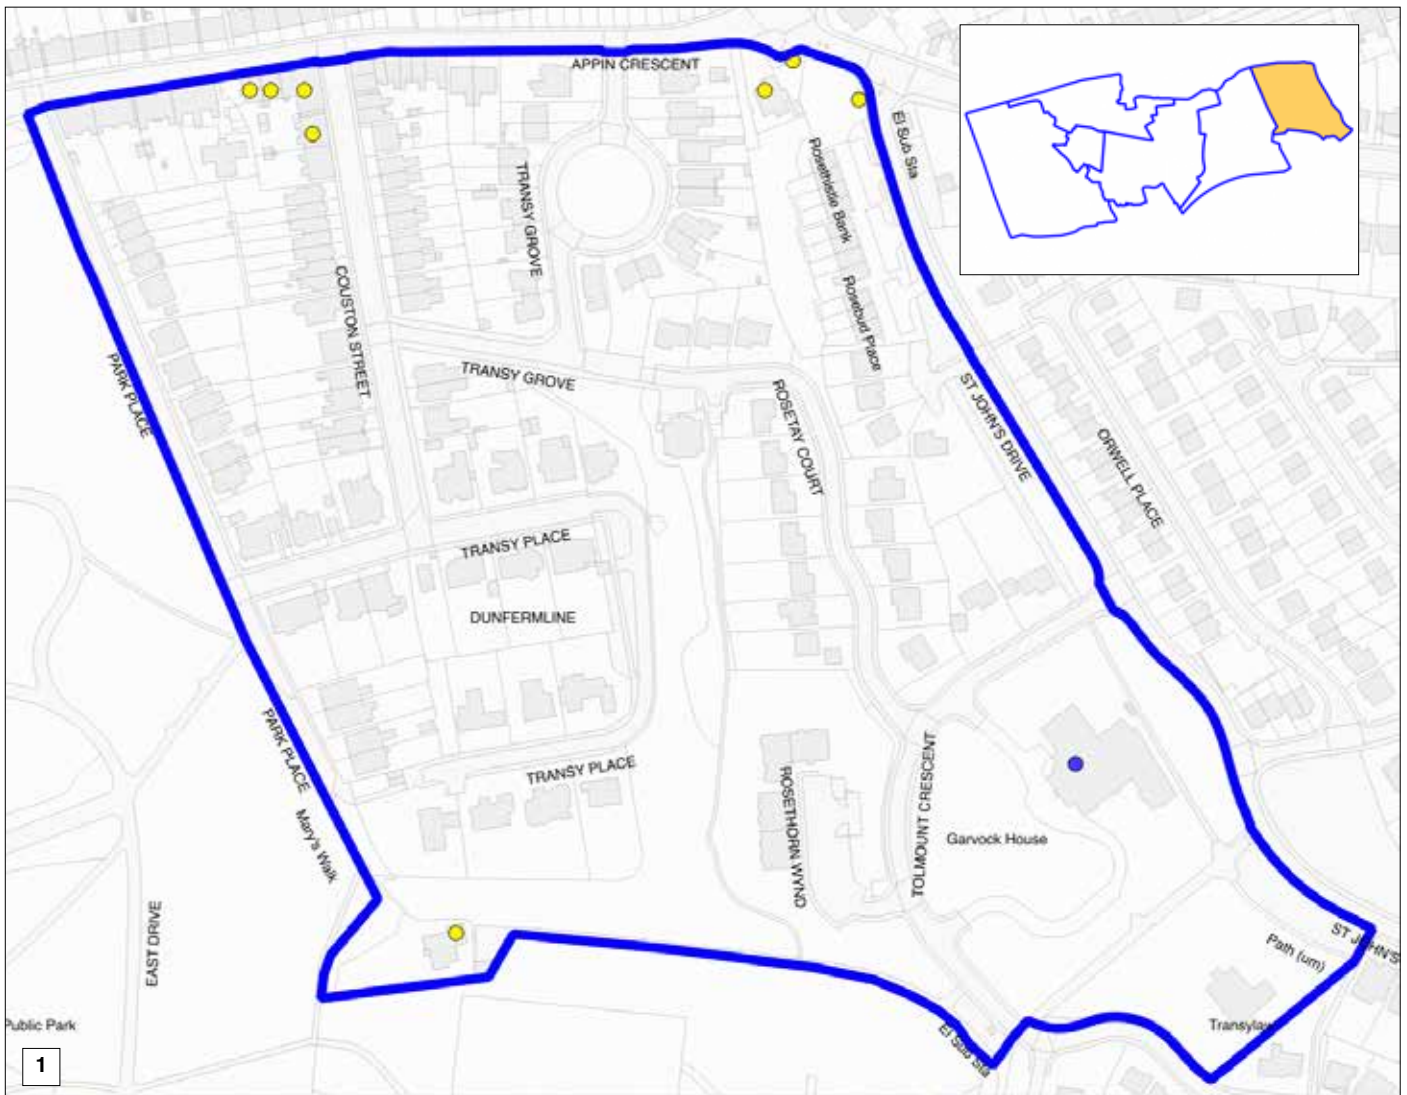 APPIN CRESCENT
El Sub Sta
Rosethistle Bank
TRANSY GROVE
COUSTON STREET
Rosebud Place
PARK PLACE
TRANSY GROVE
ROSETAY COURT
ST JOHN'S DRIVE
ORWELL PLACE
TRANSY PLACE
DUNFERMLINE
PARK PLACE
TRANSY PLACE
ROSETHORN WYND
TOLMOUNT CRESCENT
Mary's Walk
Garvock House
EAST DRIVE
ST JOHN'S
Path (um)
Public Park
El Sub Sta
1